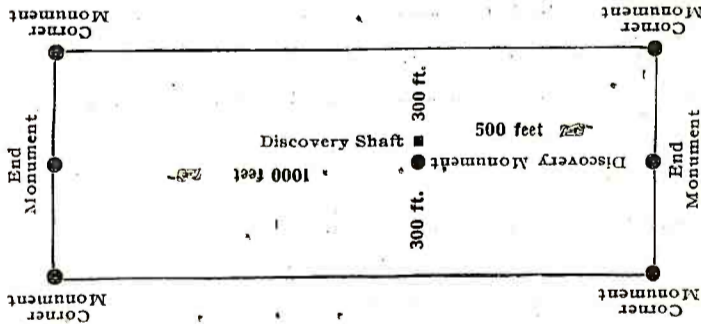 Corner
Monument
Corner
Monument
End
Monument
300 ft.
500 feet
Discovery Shaft
Discovery Monument
1000 feet
300 ft.
End
Monument
Corner
Monument
Corner
Monument